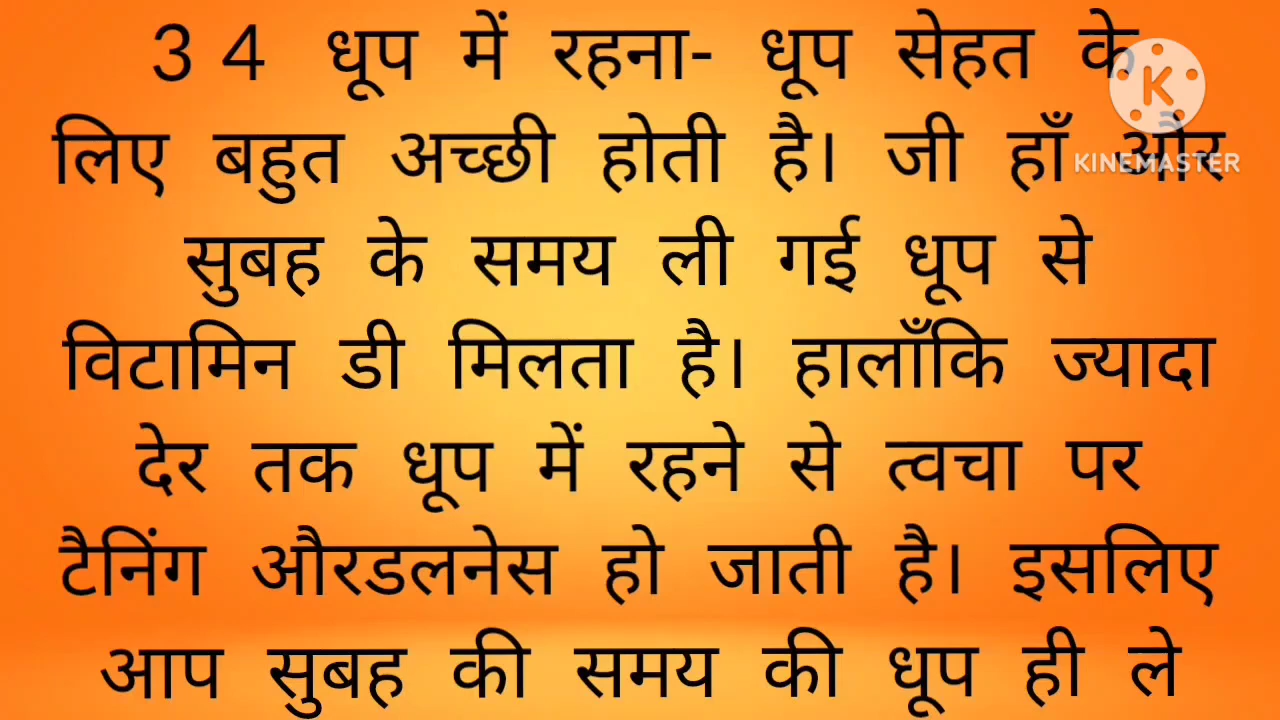 3 4 धूप में रहना- धूप सेहत के
लिए बहुत अच्छी होती है। जी हाँ और
सुबह के समय ली गई धूप से
विटामिन डी मिलता है। हालाँकि ज्यादा
देर तक धूप में रहने से त्वचा पर
टैनिंग औरडलनेस हो जाती है। इसलिए
आप सुबह की समय की धूप ही ले
K
KINEMASTER